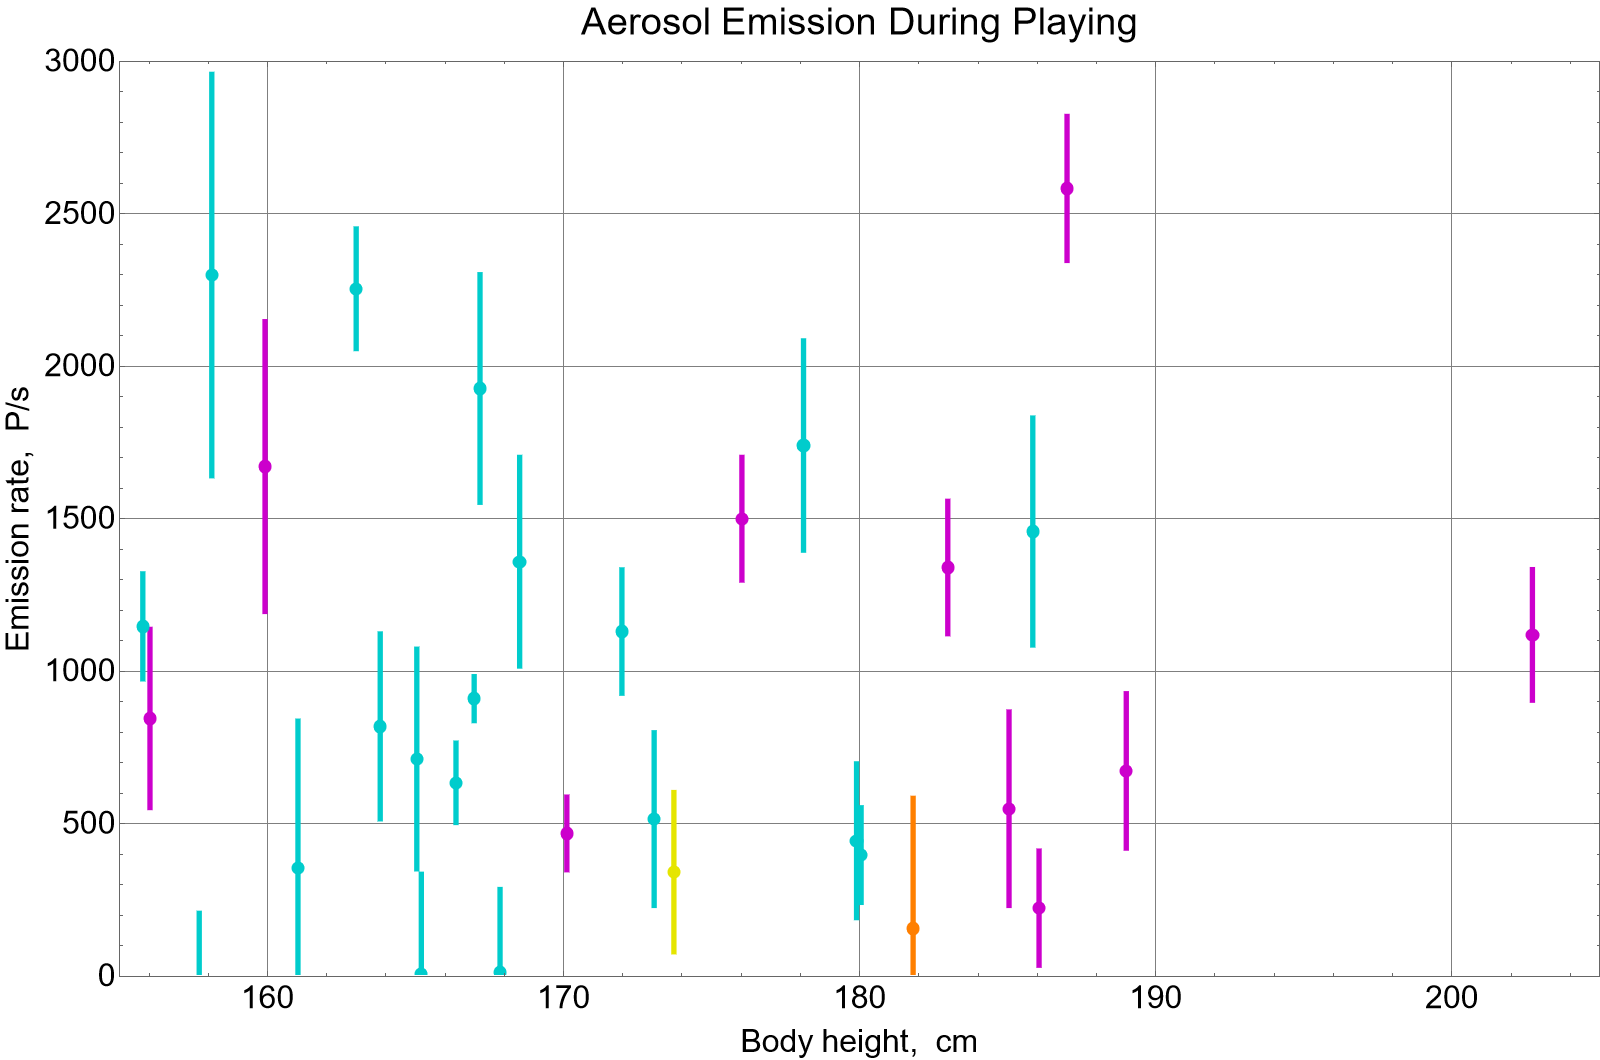 Aerosol Emission During Playing
3000
2500
2000
1500
1000
500
0
Emission rate, P/s
160 170 180 190 200
Body height, cm